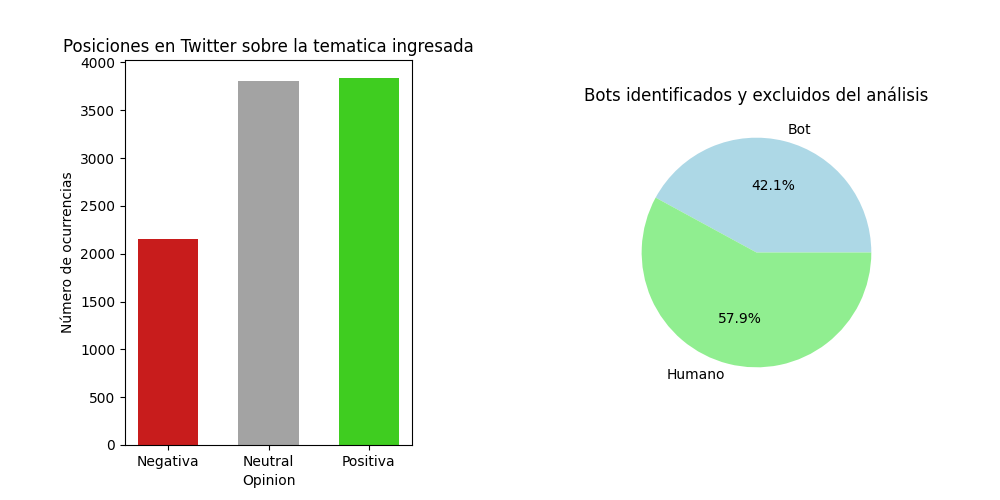 Posiciones en Twitter sobre la tematica ingresada
Número de ocurrencias
4000
3500
3000
2500
2000
1500
1000
500
0
Negativa
Neutral
Positiva
Opinion
Bots identificados y excluidos del análisis
Bot
42.1%
57.9%
Humano